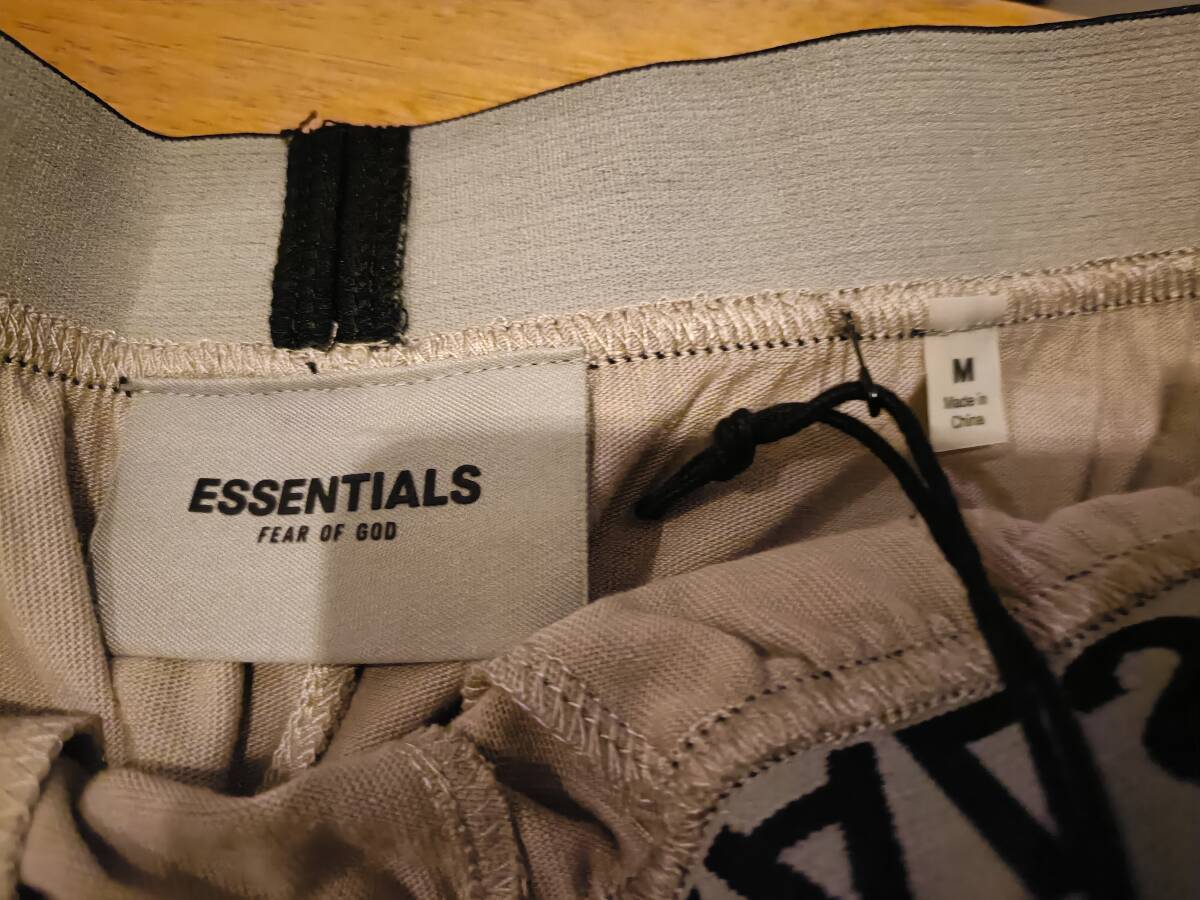 ESSENTIALS
FEAR OF GOD
M
Made in
China